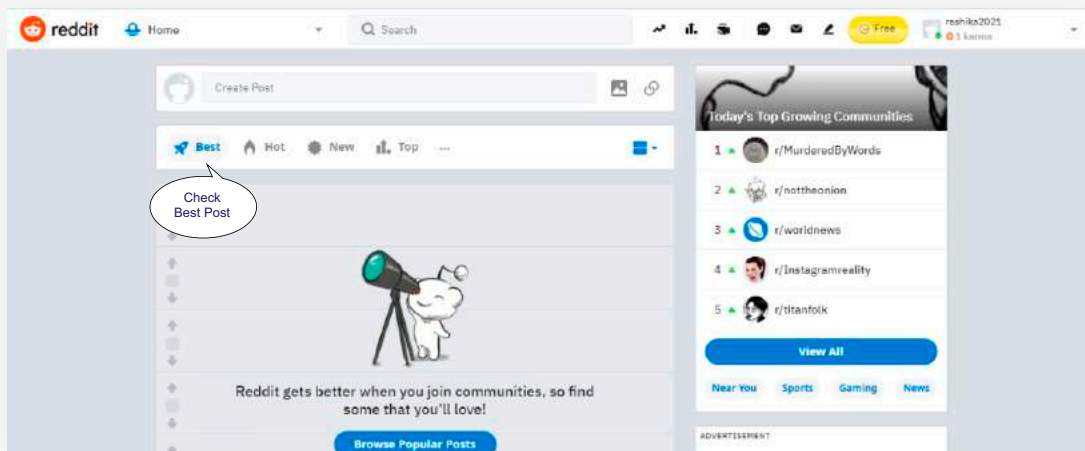 reddit
Home
Search
Free
rashika2021
1 karma
Create Post
Best
Hot
New
Top
...
Check
Best Post
Reddit gets better when you join communities, so find
some that you'll love!
Browse Popular Posts
Today's Top Growing Communities
1 r/MurderedByWords
2 r/nottheonion
3 r/worldnews
4 r/Instagramreality
5 r/titanfolk
View All
Near You Sports Gaming News
ADVERTISEMENT